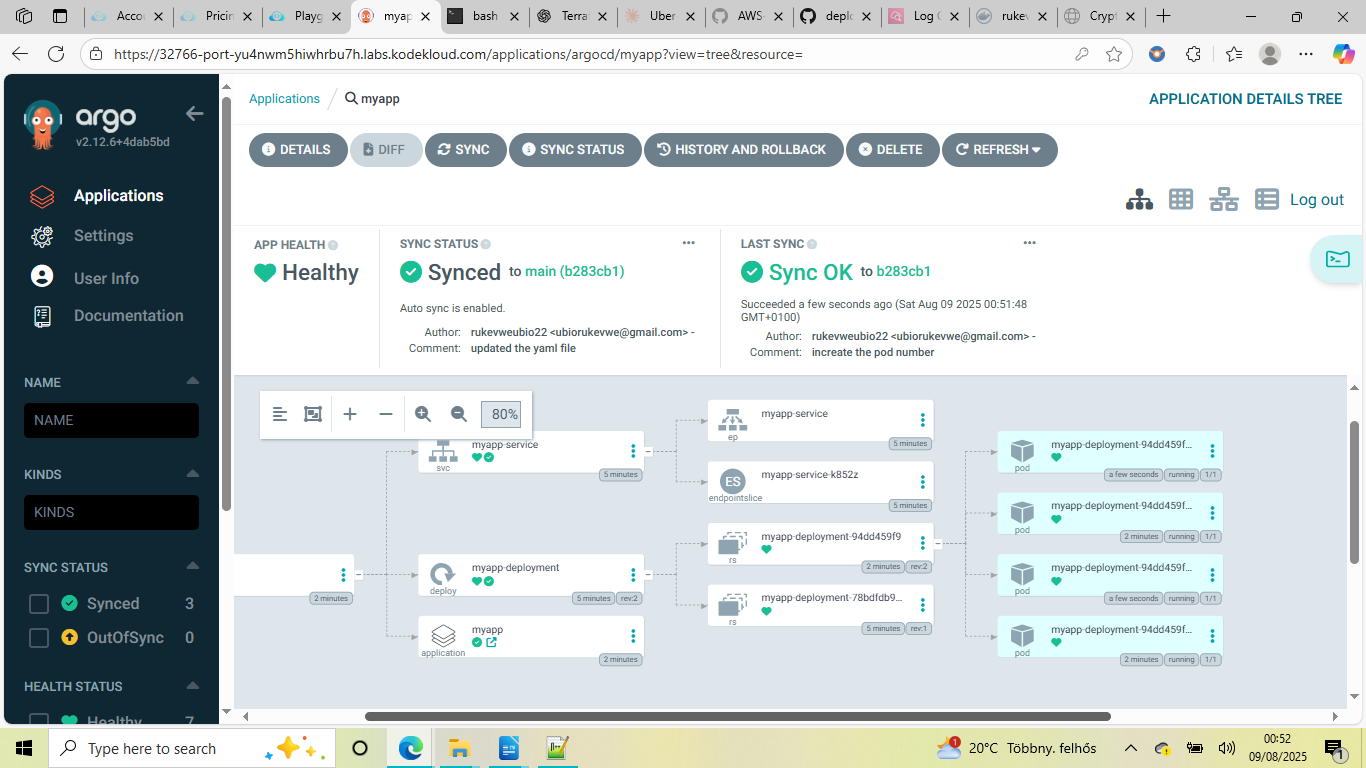 Accou
Pricin
Playg
myap
bash
Terra
Uber
AWS-
deplo
Log
rukev
Crypt
https://32766-port-yu4nwm5hiwhrbu7h.labs.kodekloud.com/applications/argocd/myapp?view=tree&resource=
argo
v2.12.6+4dab5bd
Applications
Settings
User Info
Documentation
NAME
NAME
KINDS
KINDS
SYNC STATUS
Synced 3
OutOfSync 0
HEALTH STATUS
Healthy 7
Applications
myapp
APPLICATION DETAILS TREE
DETAILS
DIFF
SYNC
SYNC STATUS
HISTORY AND ROLLBACK
DELETE
REFRESH
Log out
APP HEALTH
Healthy
SYNC STATUS
Synced to main (b283cb1)
Auto sync is enabled.
Author: rukevweubio22 <ubiorukevwe@gmail.com> -
Comment: updated the yaml file
LAST SYNC
Sync OK to b283cb1
Succeeded a few seconds ago (Sat Aug 09 2025 00:51:48
GMT+0100)
Author: rukevweubio22 <ubiorukevwe@gmail.com> -
Comment: increate the pod number
80%
2 minutes
myapp-service
svc
5 minutes
myapp-deployment
deploy
5 minutes rev:2
myapp
application
2 minutes
myapp-service
ep
5 minutes
myapp-service-k852z
ES
endpointslice
5 minutes
myapp-deployment-94dd459f9
rs
2 minutes rev:2
myapp-deployment-78bdfdb9...
rs
5 minutes rev:1
myapp-deployment-94dd459f...
pod
a few seconds running 1/1
myapp-deployment-94dd459f...
pod
2 minutes running 1/1
myapp-deployment-94dd459f...
pod
a few seconds running 1/1
myapp-deployment-94dd459f...
pod
2 minutes running 1/1
Type here to search
1
20°C Többny. felhős
00:52
09/08/2025
1